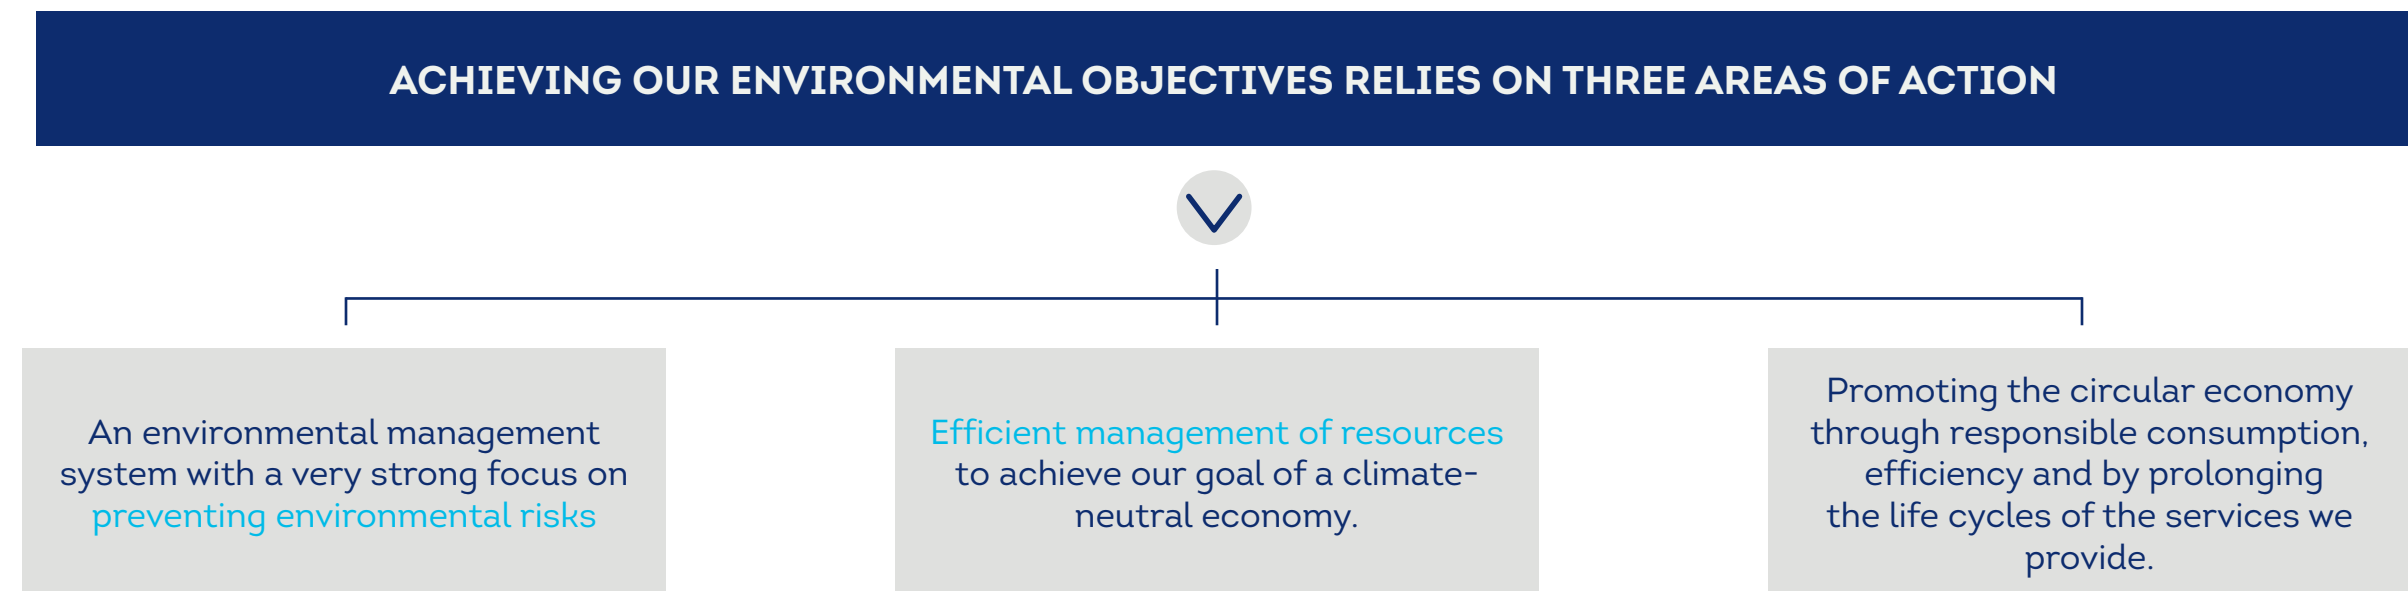 ACHIEVING OUR ENVIRONMENTAL OBJECTIVES RELIES ON THREE AREAS OF ACTION
An environmental management
system with a very strong focus on
preventing environmental risks
Efficient management of resources
to achieve our goal of a climate-
neutral economy.
Promoting the circular economy
through responsible consumption,
efficiency and by prolonging
the life cycles of the services we
provide.